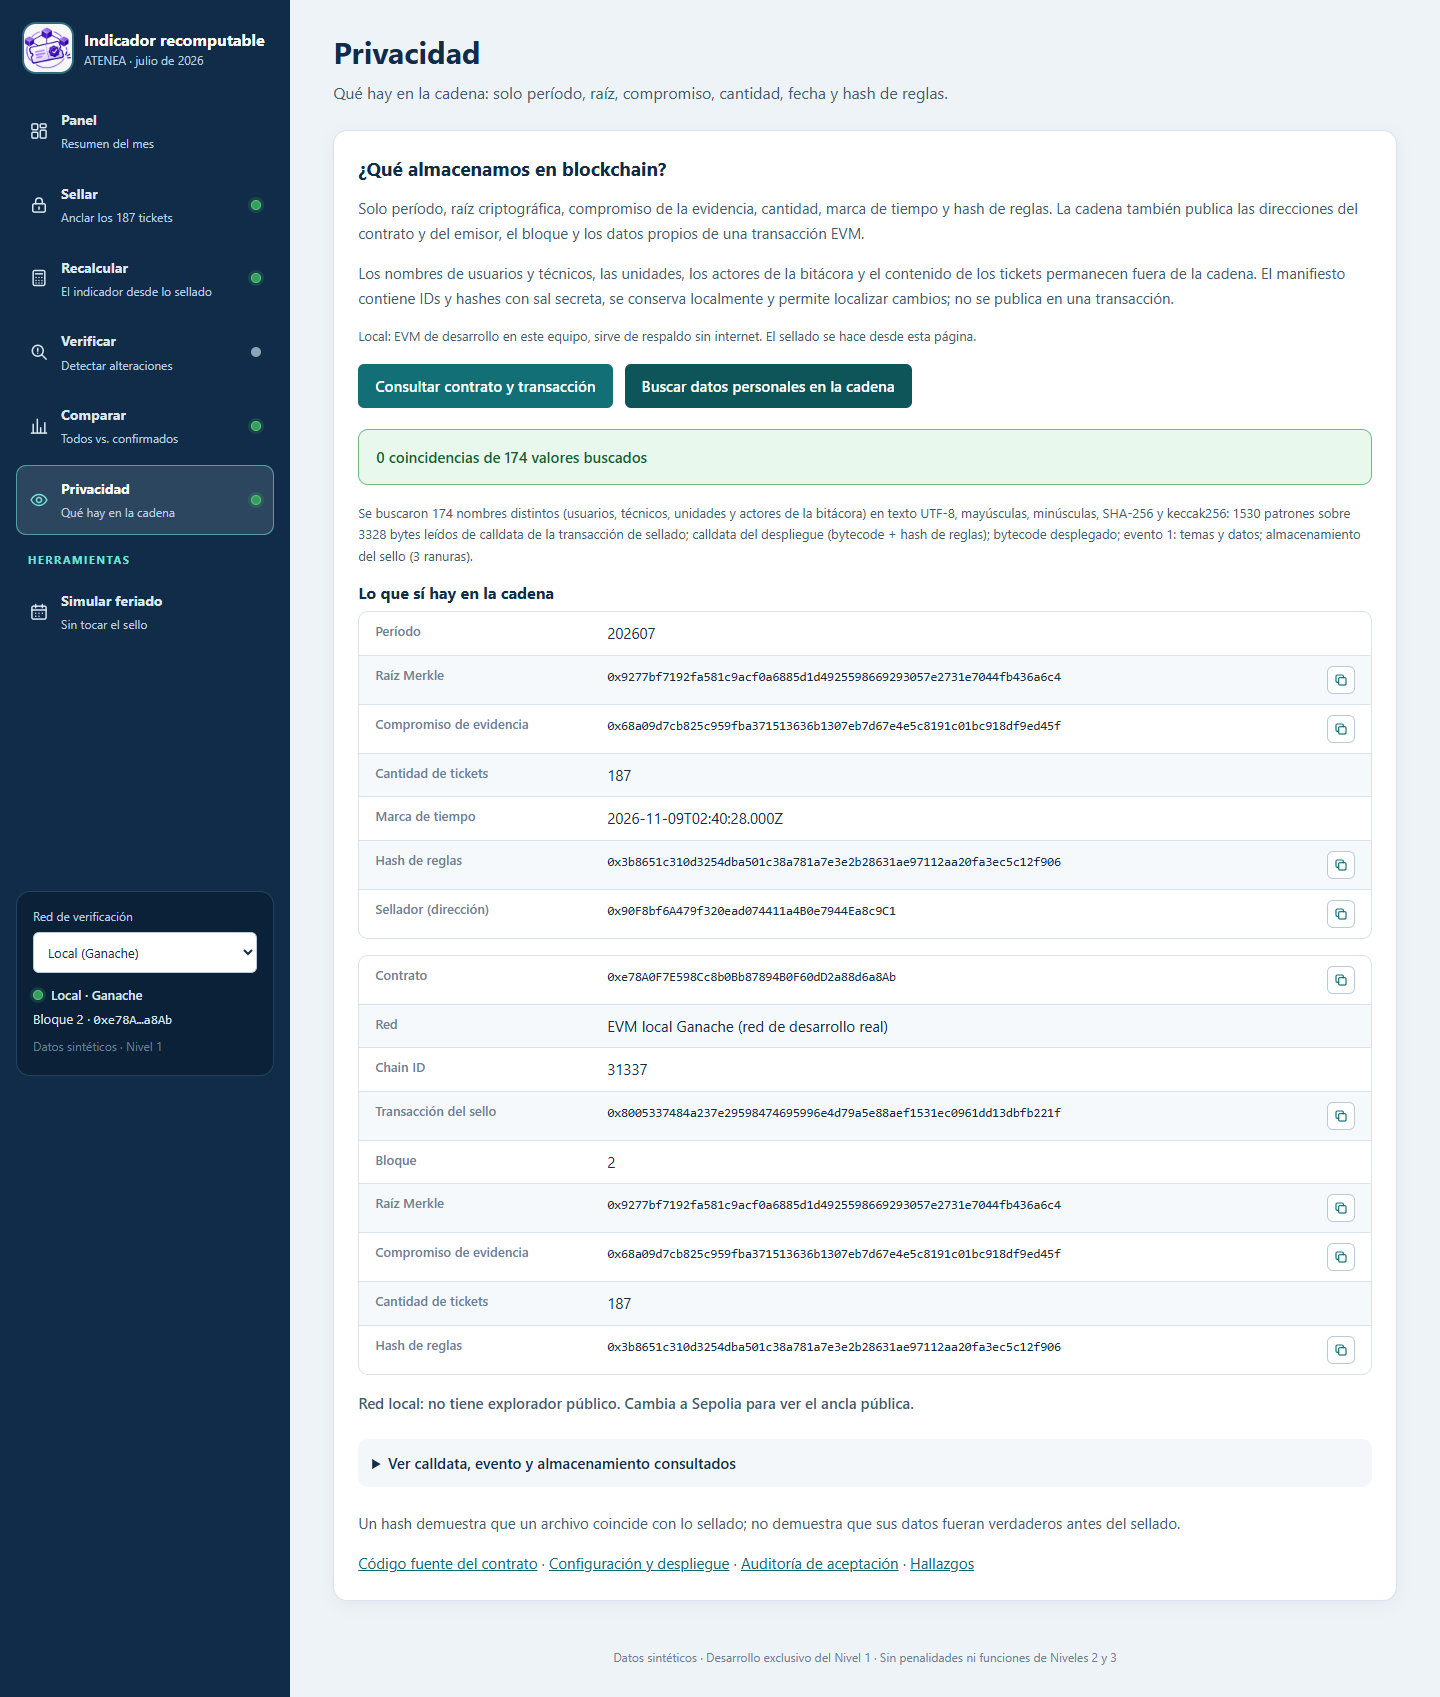 Indicador recomputable
ATENEA · julio de 2026
Panel
Resumen del mes
Sellar
Anclar los 187 tickets
Recalcular
El indicador desde lo sellado
Verificar
Detectar alteraciones
Comparar
Todos vs. confirmados
Privacidad
Qué hay en la cadena
HERRAMIENTAS
Simular feriado
Sin tocar el sello
Red de verificación
Local (Ganache)
Local · Ganache
Bloque 2 · 0xe78A…a8Ab
Datos sintéticos · Nivel 1
Privacidad
Qué hay en la cadena: solo período, raíz, compromiso, cantidad, fecha y hash de reglas.
¿Qué almacenamos en blockchain?
Solo período, raíz criptográfica, compromiso de la evidencia, cantidad, marca de tiempo y hash de reglas. La cadena también publica las direcciones del
contrato y del emisor, el bloque y los datos propios de una transacción EVM.
Los nombres de usuarios y técnicos, las unidades, los actores de la bitácora y el contenido de los tickets permanecen fuera de la cadena. El manifiesto
contiene IDs y hashes con sal secreta, se conserva localmente y permite localizar cambios; no se publica en una transacción.
Local: EVM de desarrollo en este equipo, sirve de respaldo sin internet. El sellado se hace desde esta página.
Consultar contrato y transacción
Buscar datos personales en la cadena
0 coincidencias de 174 valores buscados
Se buscaron 174 nombres distintos (usuarios, técnicos, unidades y actores de la bitácora) en texto UTF-8, mayúsculas, minúsculas, SHA-256 y keccak256: 1530 patrones sobre
3328 bytes leídos de calldata de la transacción de sellado; calldata del despliegue (bytecode + hash de reglas); bytecode desplegado; evento 1: temas y datos; almacenamiento
del sello (3 ranuras).
Lo que sí hay en la cadena
Período 202607
Raíz Merkle 0x9277bf7192fa581c9acf0a6885d1d4925598669293057e2731e7044fb436a6c4
Compromiso de evidencia 0x68a09d7cb825c959fba371513636b1307eb7d67e4e5c8191c01bc918df9ed45f
Cantidad de tickets 187
Marca de tiempo 2026-11-09T02:40:28.000Z
Hash de reglas 0x3b8651c310d3254dba501c38a781a7e3e2b28631ae97112aa20fa3ec5c12f906
Sellador (dirección) 0x90F8bf6A479f320ead074411a4B0e7944Ea8c9C1
Contrato 0xe78A0F7E598Cc8b0Bb87894B0F60dD2a88d6a8Ab
Red EVM local Ganache (red de desarrollo real)
Chain ID 31337
Transacción del sello 0x8005337484a237e29598474695996e4d79a5e88aef1531ec0961dd13dbfb221f
Bloque 2
Raíz Merkle 0x9277bf7192fa581c9acf0a6885d1d4925598669293057e2731e7044fb436a6c4
Compromiso de evidencia 0x68a09d7cb825c959fba371513636b1307eb7d67e4e5c8191c01bc918df9ed45f
Cantidad de tickets 187
Hash de reglas 0x3b8651c310d3254dba501c38a781a7e3e2b28631ae97112aa20fa3ec5c12f906
Red local: no tiene explorador público. Cambia a Sepolia para ver el ancla pública.
Ver calldata, evento y almacenamiento consultados
Un hash demuestra que un archivo coincide con lo sellado; no demuestra que sus datos fueran verdaderos antes del sellado.
Código fuente del contrato · Configuración y despliegue · Auditoría de aceptación · Hallazgos
Datos sintéticos · Desarrollo exclusivo del Nivel 1 · Sin penalidades ni funciones de Niveles 2 y 3